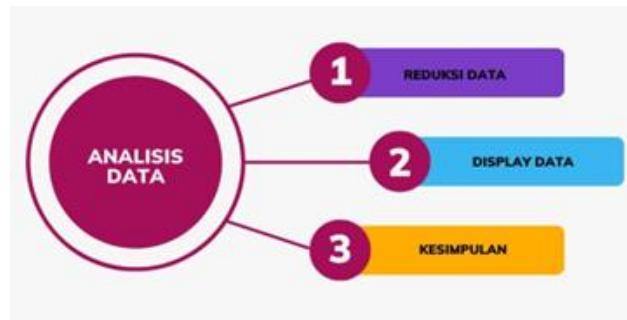 ANALISIS
DATA
1
REDUKSI DATA
2
DISPLAY DATA
3
KESIMPULAN